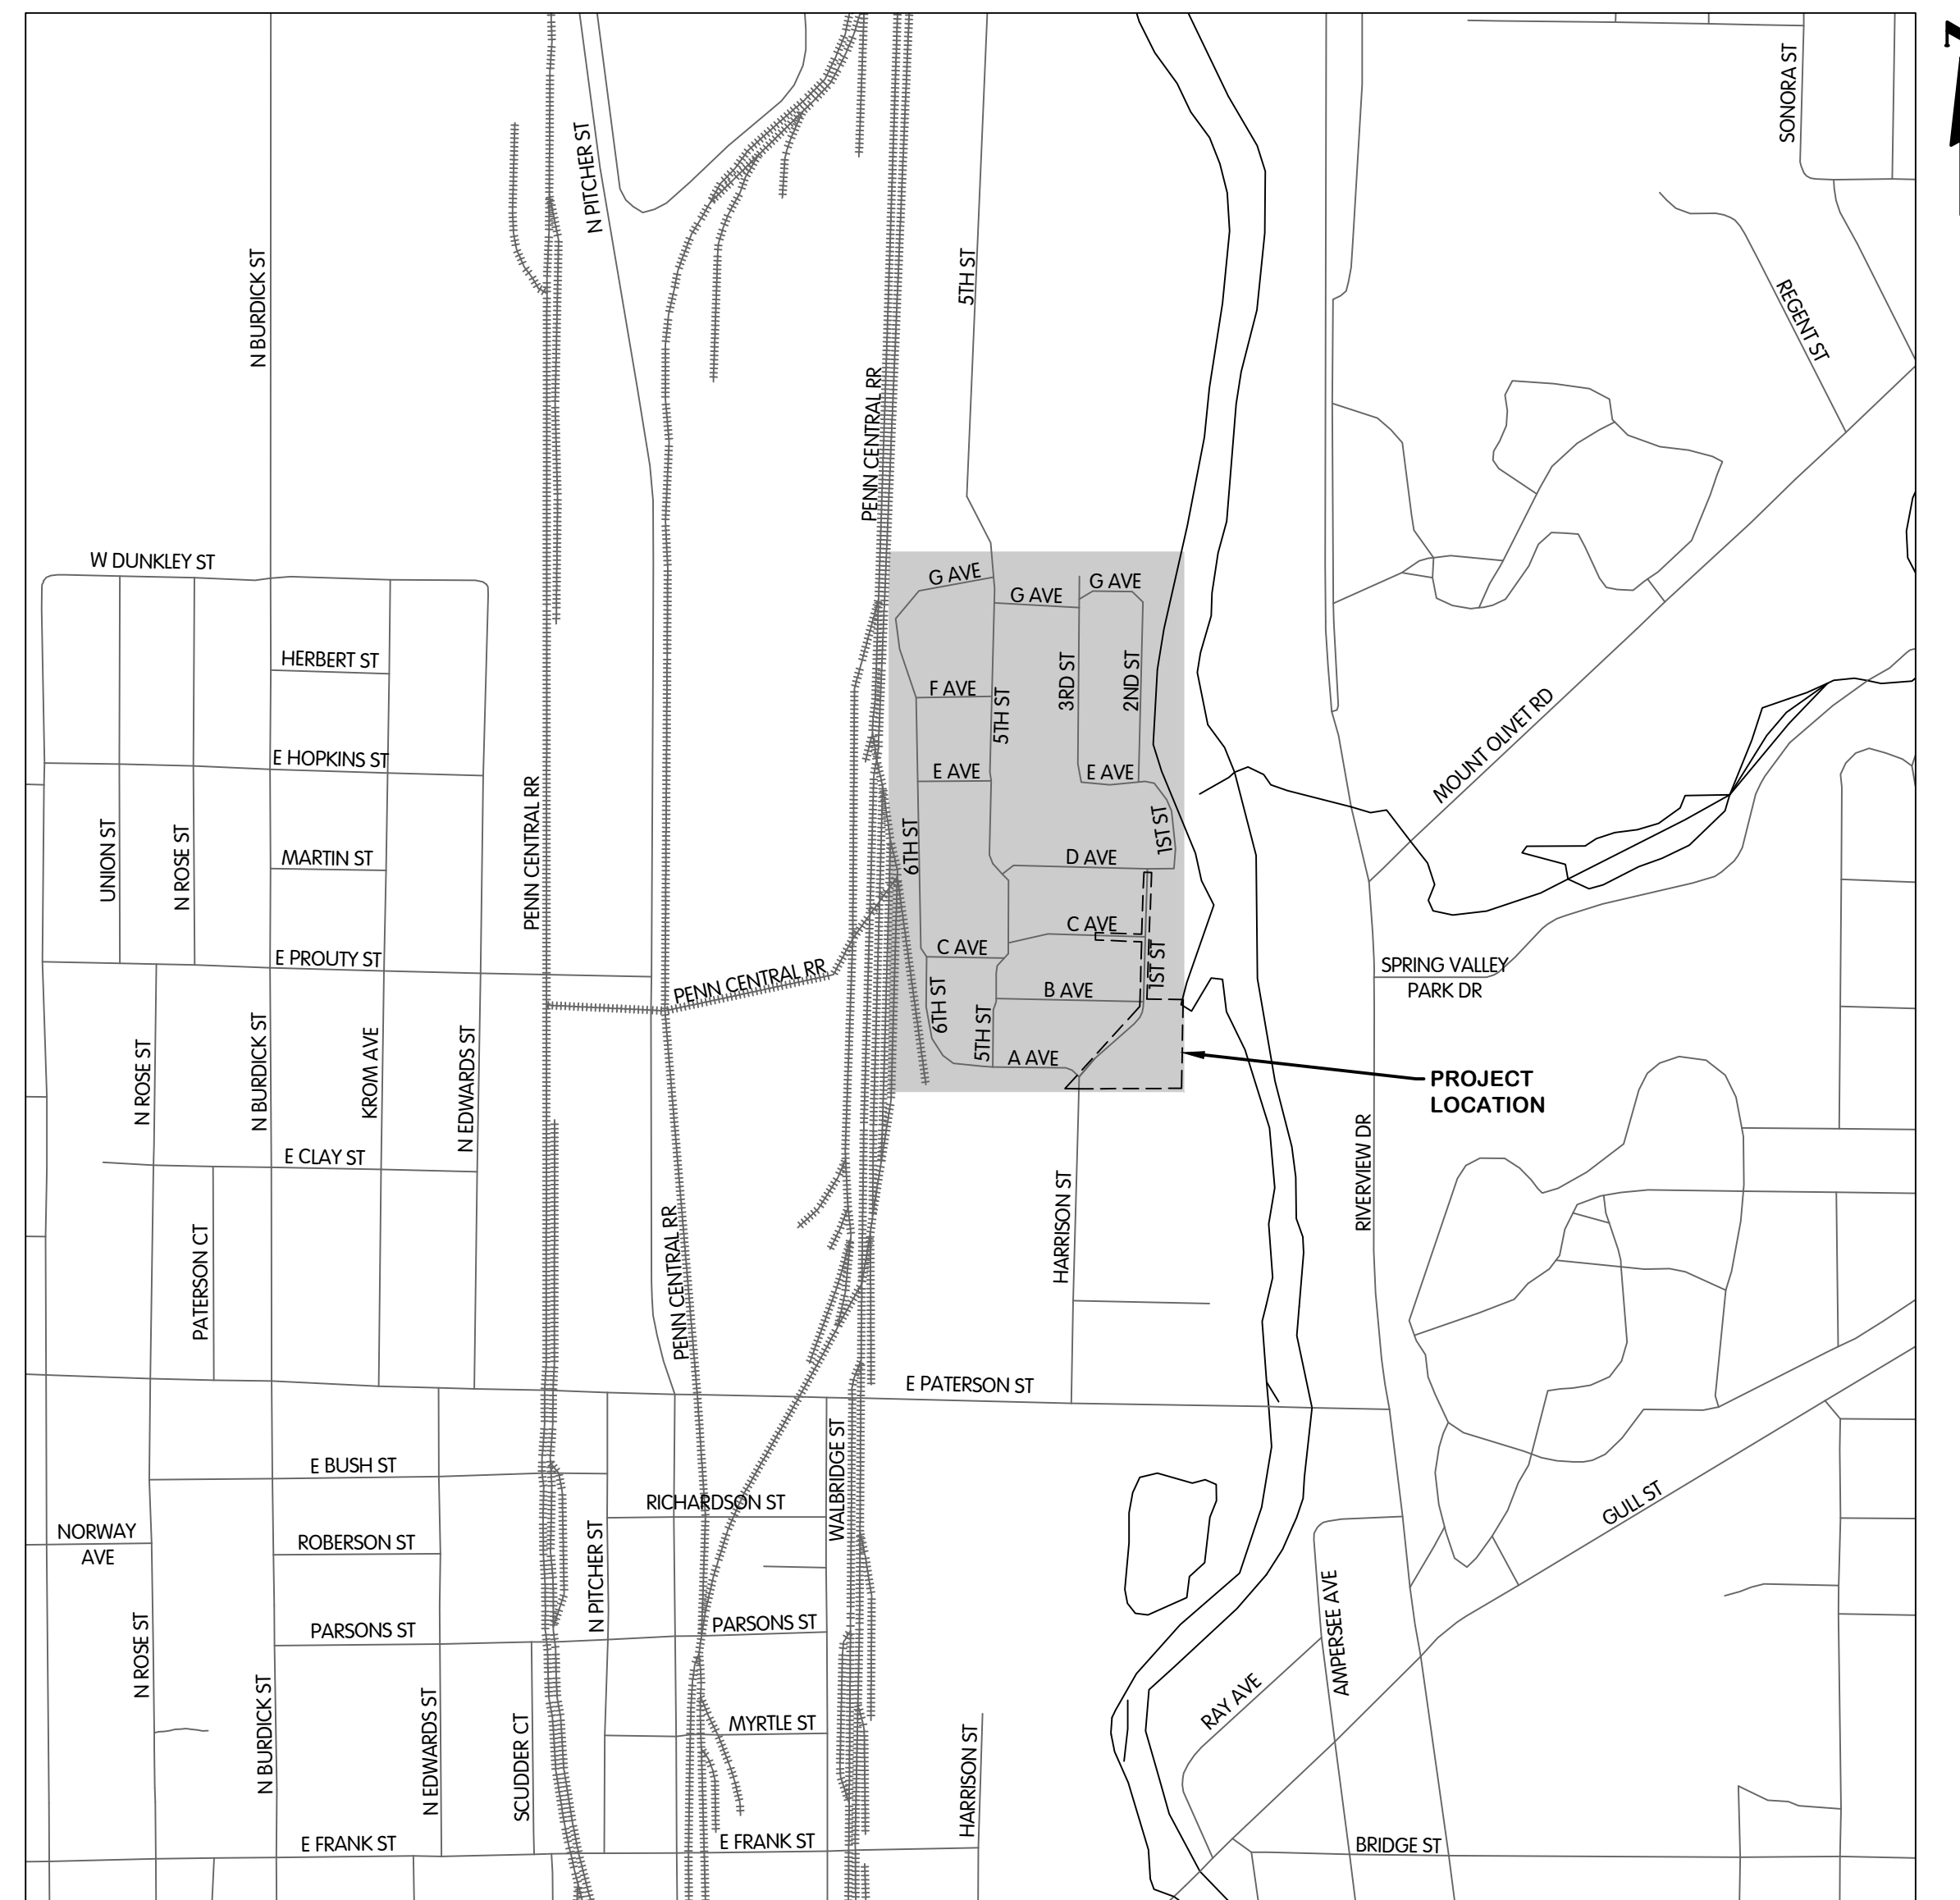 SONORA ST
N PITCHER ST
N BURDICK ST
5TH ST
REGENT ST
PENN CENTRAL RR
W DUNKLEY ST
G AVE
G AVE
G AVE
HERBERT ST
F AVE
5TH ST
3RD ST
2ND ST
MOUNT OLIVET RD
E HOPKINS ST
E AVE
E AVE
UNION ST
N ROSE ST
PENN CENTRAL RR
6TH ST
1ST ST
MARTIN ST
D AVE
C AVE
C AVE
E PROUTY ST
PENN CENTRAL RR
1ST ST
SPRING VALLEY
PARK DR
B AVE
6TH ST
5TH ST
A AVE
N ROSE ST
N BURDICK ST
KROM AVE
N EDWARDS ST
PROJECT
LOCATION
E CLAY ST
RIVERVIEW DR
HARRISON ST
PATERSON CT
PENN CENTRAL RR
E PATERSON ST
E BUSH ST
WALBRIDGE ST
RICHARDSON ST
GULL ST
NORWAY
AVE
ROBERSON ST
N PITCHER ST
AMPERSEE AVE
PARSONS ST
PARSONS ST
N ROSE ST
N BURDICK ST
N EDWARDS ST
SCUDDER CT
MYRTLE ST
HARRISON ST
RAY AVE
E FRANK ST
E FRANK ST
BRIDGE ST